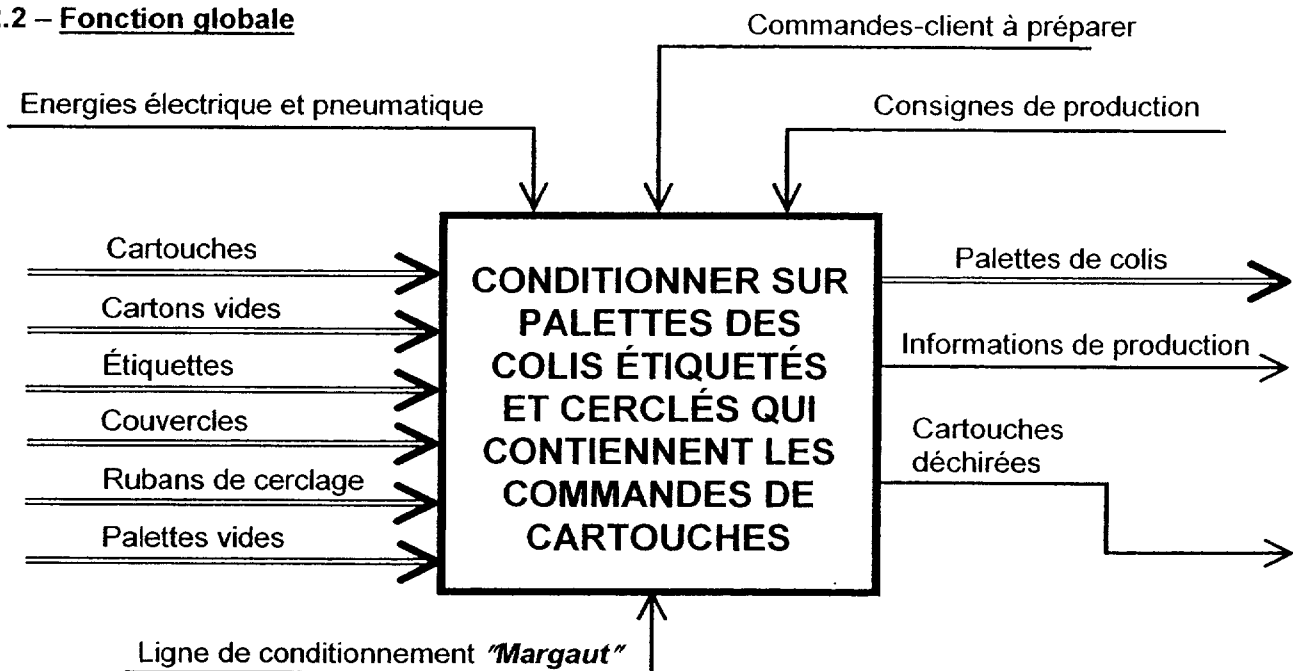 .2 – Fonction globale
Commandes-client à préparer
Energies électrique et pneumatique
Consignes de production
Cartouches
Cartons vides
Étiquettes
Couvercles
Rubans de cerclage
Palettes vides
CONDITIONNER SUR
PALETTES DES
COLIS ÉTIQUETÉS
ET CERCLÉS QUI
CONTIENNENT LES
COMMANDES DE
CARTOUCHES
Palettes de colis
Informations de production
Cartouches
déchirées
Ligne de conditionnement "Margaut"